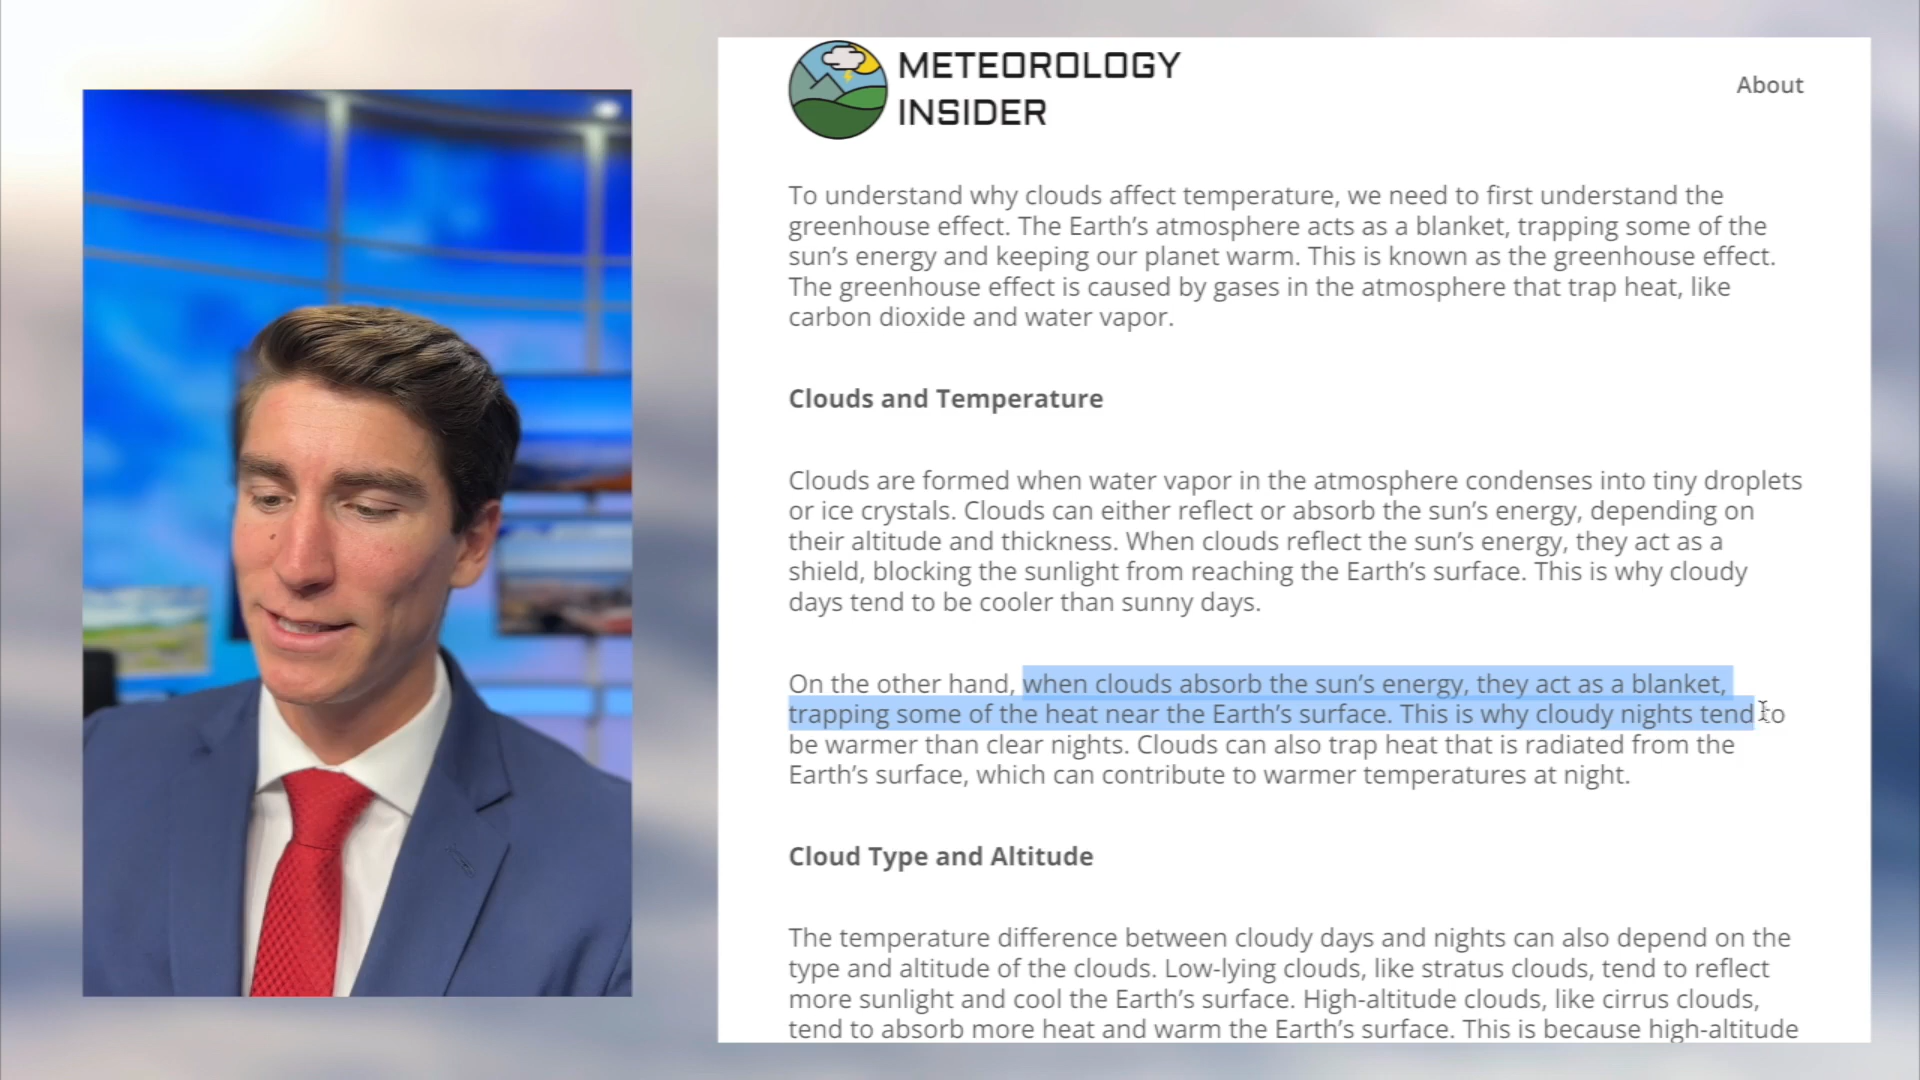 METEOROLOGY
INSIDER
About
To understand why clouds affect temperature, we need to first understand the
greenhouse effect. The Earth’s atmosphere acts as a blanket, trapping some of the
sun’s energy and keeping our planet warm. This is known as the greenhouse effect.
The greenhouse effect is caused by gases in the atmosphere that trap heat, like
carbon dioxide and water vapor.
Clouds and Temperature
Clouds are formed when water vapor in the atmosphere condenses into tiny droplets
or ice crystals. Clouds can either reflect or absorb the sun’s energy, depending on
their altitude and thickness. When clouds reflect the sun’s energy, they act as a
shield, blocking the sunlight from reaching the Earth’s surface. This is why cloudy
days tend to be cooler than sunny days.
On the other hand, when clouds absorb the sun’s energy, they act as a blanket,
trapping some of the heat near the Earth’s surface. This is why cloudy nights tend to
be warmer than clear nights. Clouds can also trap heat that is radiated from the
Earth’s surface, which can contribute to warmer temperatures at night.
Cloud Type and Altitude
The temperature difference between cloudy days and nights can also depend on the
type and altitude of the clouds. Low-lying clouds, like stratus clouds, tend to reflect
more sunlight and cool the Earth’s surface. High-altitude clouds, like cirrus clouds,
tend to absorb more heat and warm the Earth’s surface. This is because high-altitude